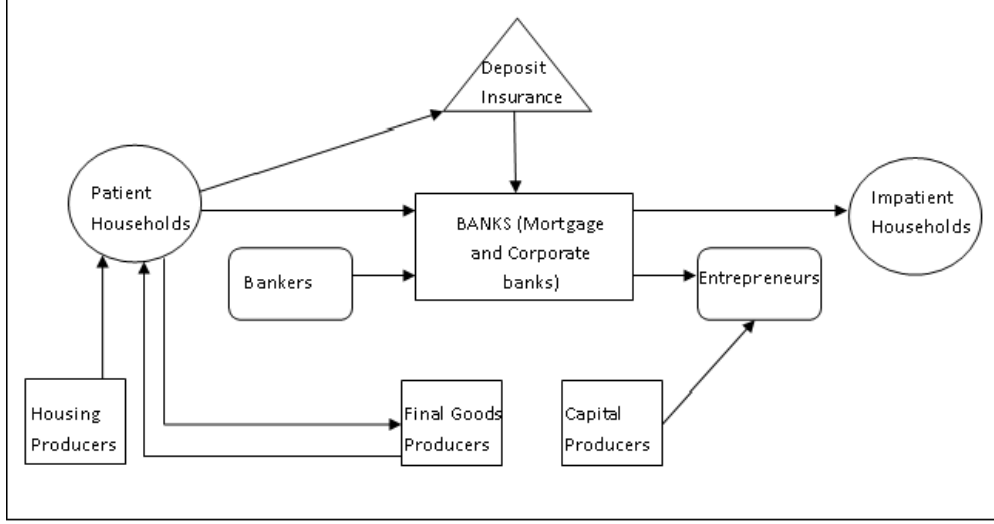 Deposit
Insurance
Patient
Households
BANKS (Mortgage
and Corporate
banks)
Impatient
Households
Bankers
Entrepreneurs
Housing
Producers
Final Goods
Producers
Capital
Producers